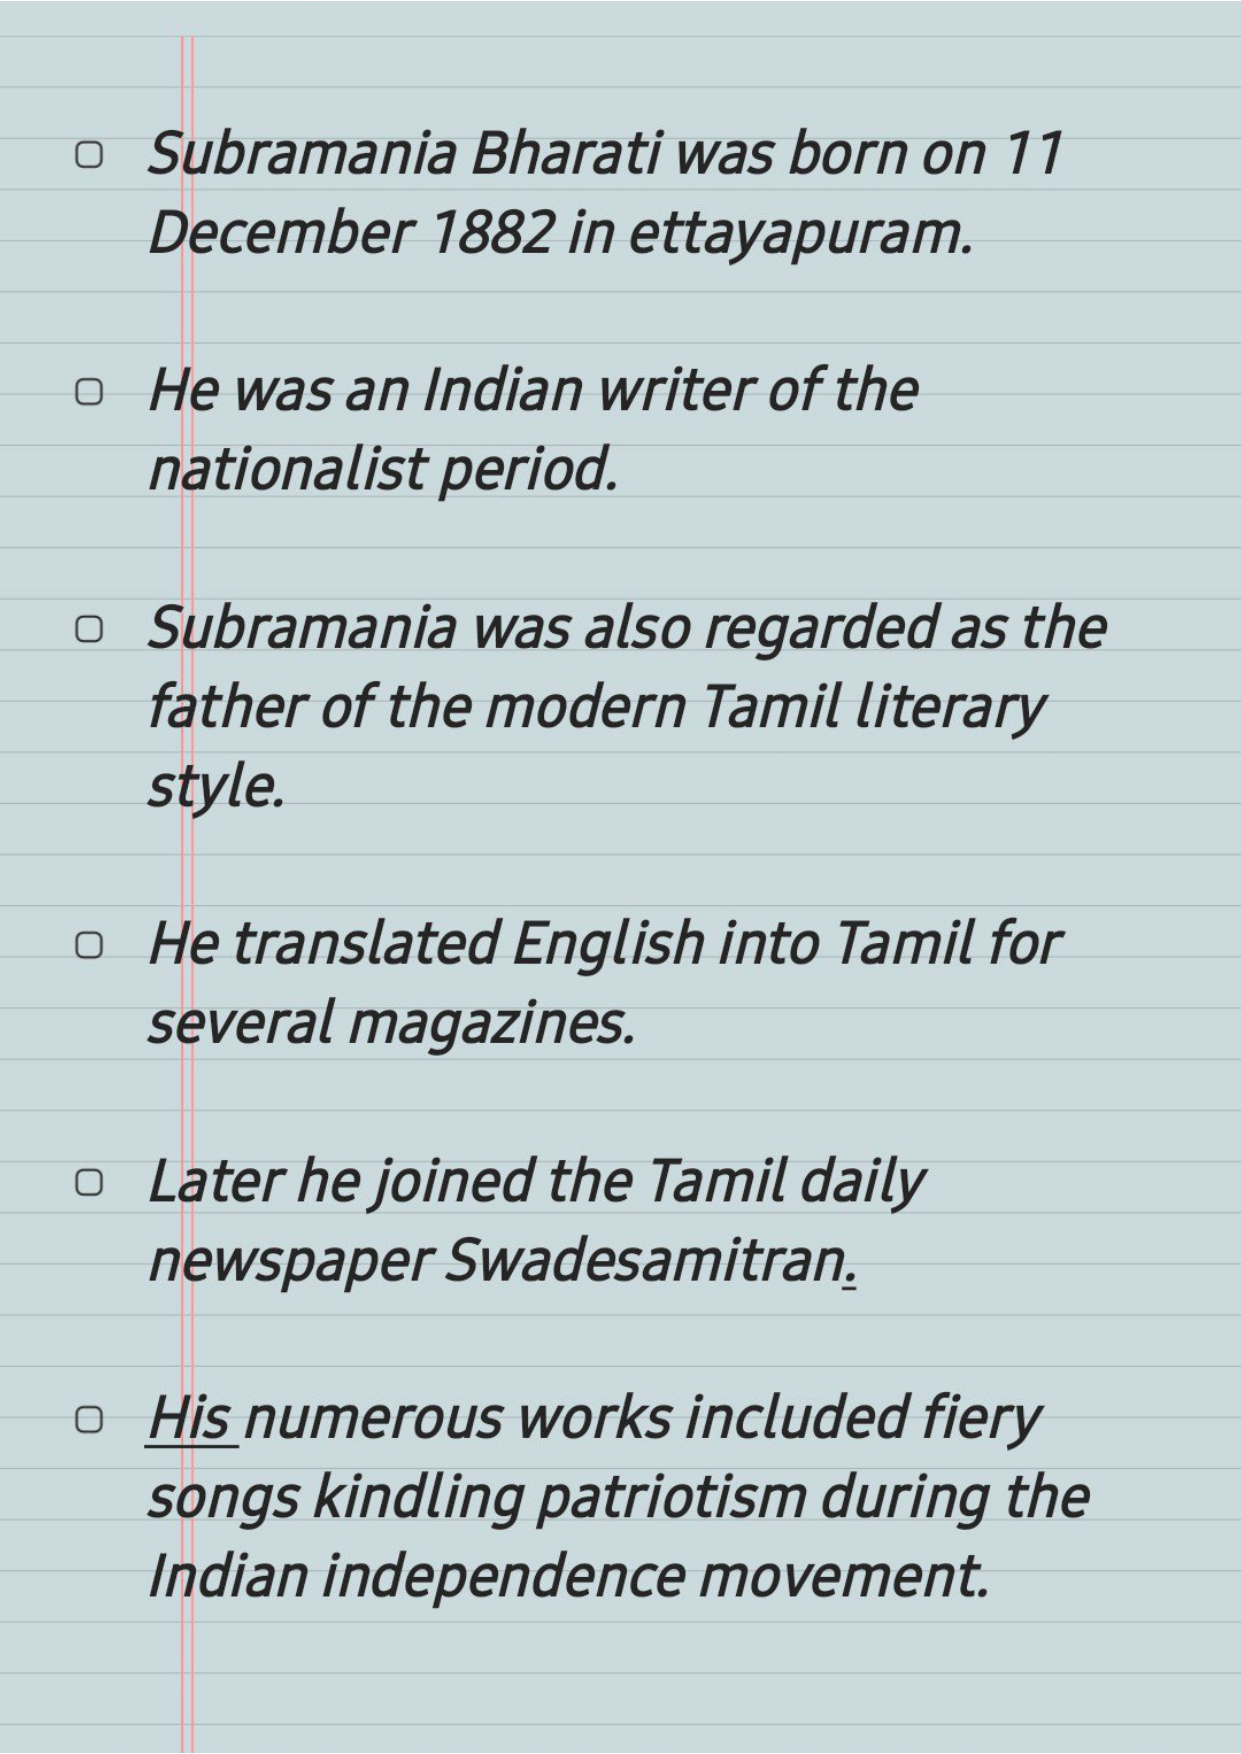 Subramania Bharati was born on 11
December 1882 in ettayapuram.
He was an Indian writer of the
nationalist period.
Subramania was also regarded as the
father of the modern Tamil literary
style.
He translated English into Tamil for
several magazines.
Later he joined the Tamil daily
newspaper Swadesamitran.
His numerous works included fiery
songs kindling patriotism during the
Indian independence movement.